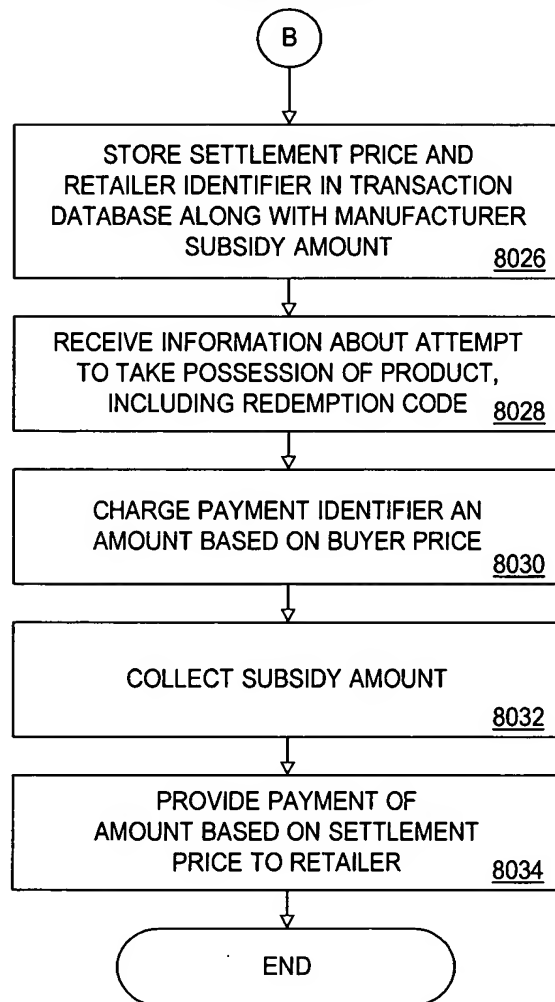 B
STORE SETTLEMENT PRICE AND
RETAILER IDENTIFIER IN TRANSACTION
DATABASE ALONG WITH MANUFACTURER
SUBSIDY AMOUNT
8026
RECEIVE INFORMATION ABOUT ATTEMPT
TO TAKE POSSESSION OF PRODUCT,
INCLUDING REDEMPTION CODE
8028
CHARGE PAYMENT IDENTIFIER AN
AMOUNT BASED ON BUYER PRICE
8030
COLLECT SUBSIDY AMOUNT
8032
PROVIDE PAYMENT OF
AMOUNT BASED ON SETTLEMENT
PRICE TO RETAILER
8034
END